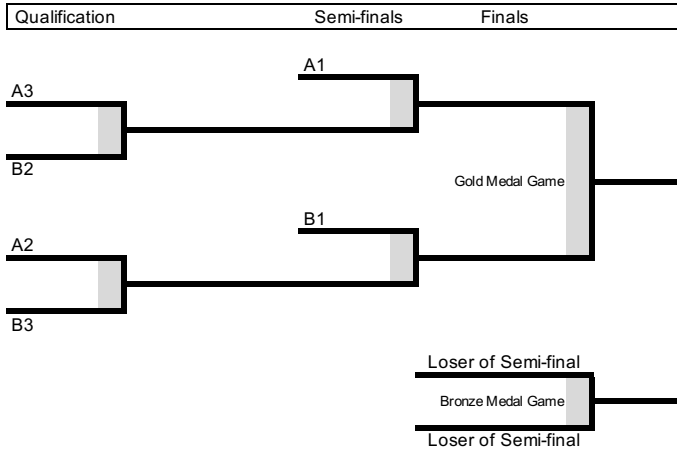 Qualification Semi-finals Finals
A1
A3
B2
Gold Medal Game
B1
A2
B3
Loser of Semi-final
Bronze Medal Game
Loser of Semi-final